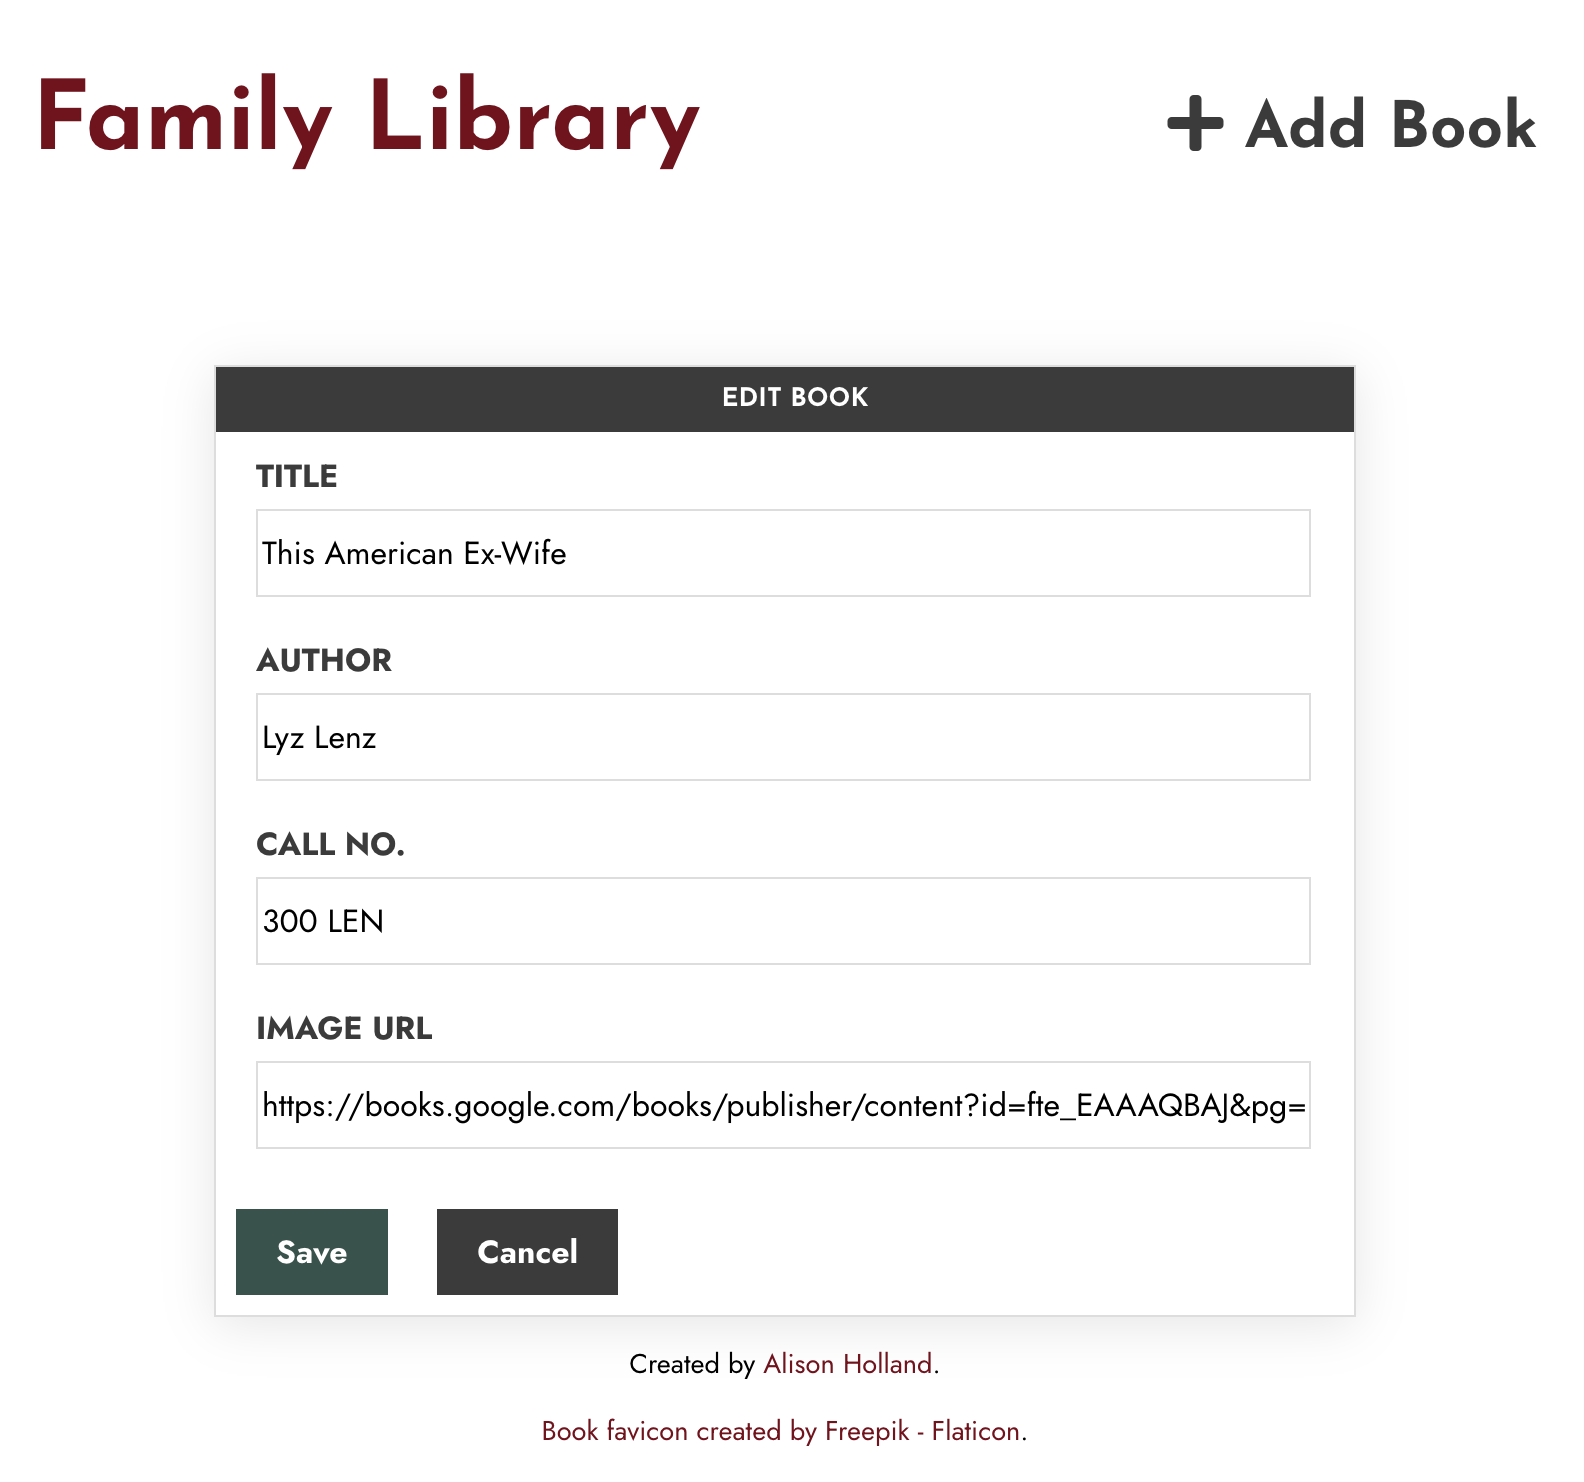 Family Library
Add Book
EDIT BOOK
TITLE
This American Ex-Wife
AUTHOR
Lyz Lenz
CALL NO.
300 LEN
IMAGE URL
https://books.google.com/books/publisher/content?id=fte_EAAAQBAJ&pg=
Save Cancel
Created by Alison Holland.
Book favicon created by Freepik - Flaticon.